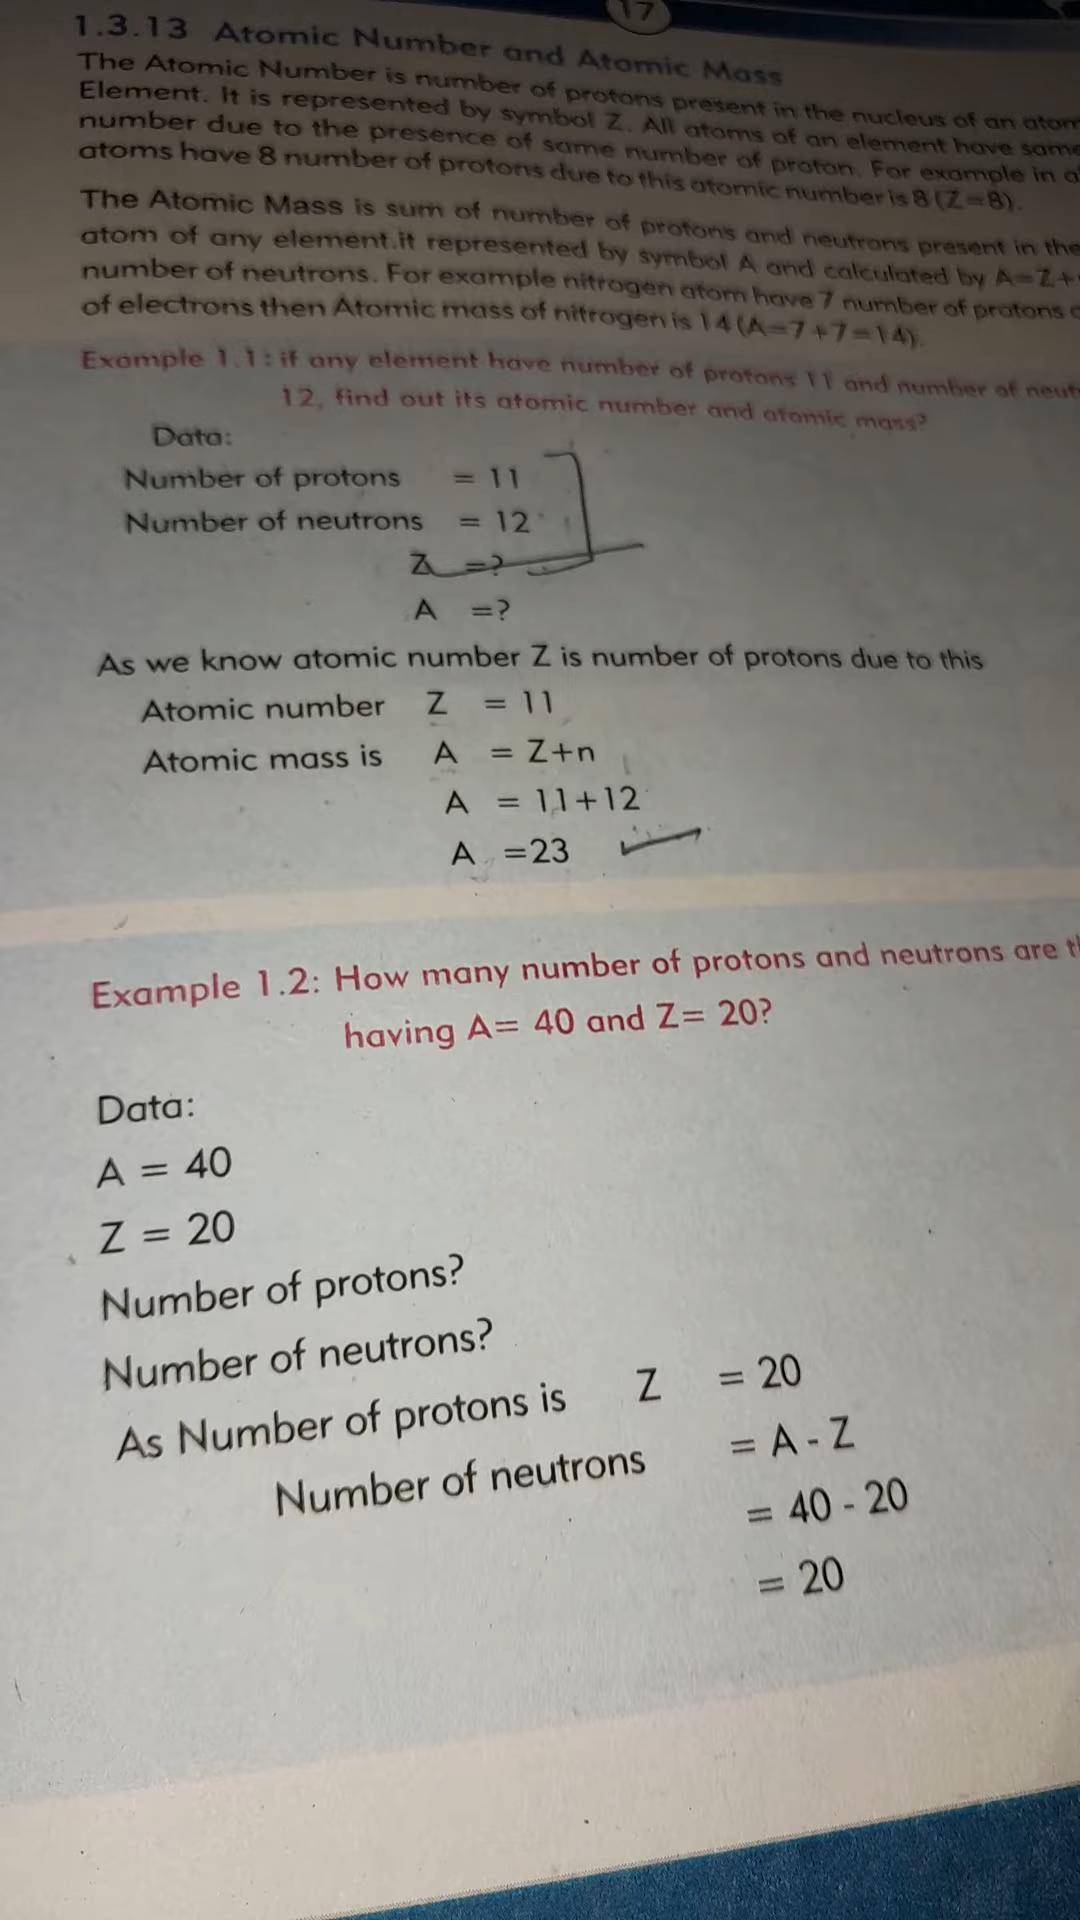 17
1.3.13 Atomic Number and Atomic Mass
The Atomic Number is number of protons present in the nucleus of an atom
Element. It is represented by symbol Z. All atoms of an element have same
number due to the presence of same number of proton. For example in a
atoms have 8 number of protons due to this atomic number is 8 (Z=8).
The Atomic Mass is sum of number of protons and neutrons present in the
atom of any element.it represented by symbol A and calculated by A=Z+
number of neutrons. For example nitrogen atom have 7 number of protons
of electrons then Atomic mass of nitrogen is 14 (A=7+7=14).
Example 1.1: if any element have number of protons 11 and number of neut
12, find out its atomic number and atomic mass?
Data:
Number of protons = 11
Number of neutrons = 12
Z =?
A =?
As we know atomic number Z is number of protons due to this
Atomic number Z = 11
Atomic mass is A = Z+n
A = 11+12
A =23
Example 1.2: How many number of protons and neutrons are th
having A= 40 and Z= 20?
Data:
A = 40
Z = 20
Number of protons?
Number of neutrons?
As Number of protons is Z = 20
Number of neutrons = A - Z
= 40 - 20
= 20